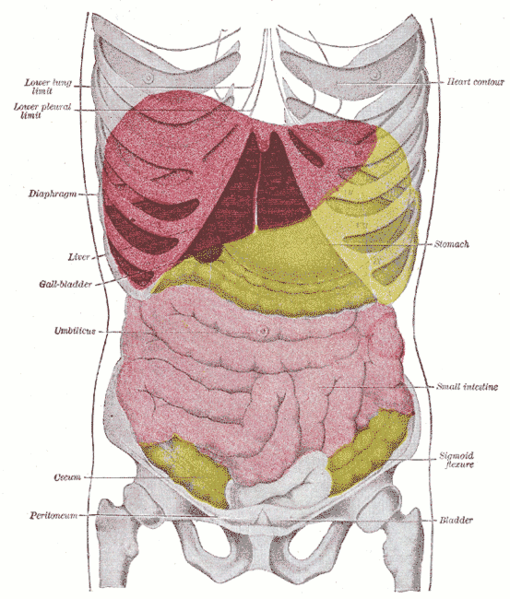 Lower lung
limit
Lower pleural
limit
Heart contour
Diaphragm
Stomach
Liver
Gall-bladder
Umbilicus
Small intestine
Sigmoid
flexure
Cæcum
Peritoneum
Bladder